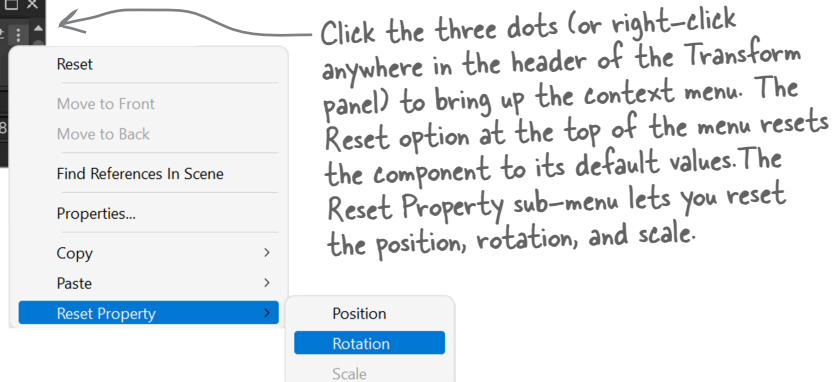 Click the three dots (or right-click
anywhere in the header of the Transform
panel) to bring up the context menu. The
Reset option at the top of the menu resets
the component to its default values. The
Reset Property sub-menu lets you reset
the position, rotation, and scale.
Reset
Move to Front
Move to Back
8
Find References In Scene
Properties...
Copy
Paste
Reset Property
Position
Rotation
Scale